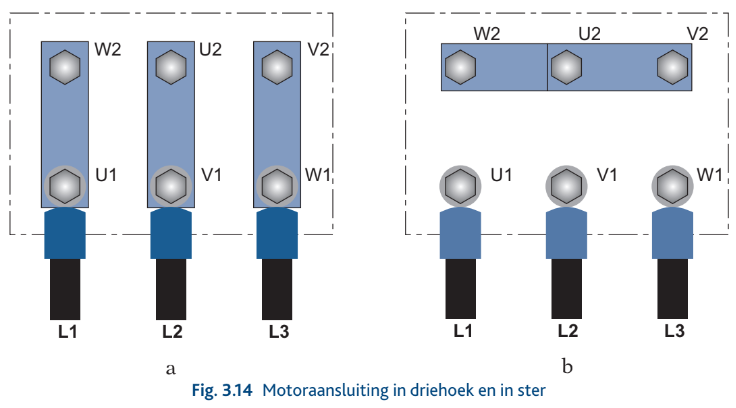 W2 U2 V2
U1 V1 W1
L1 L2 L3
a
W2 U2 V2
U1 V1 W1
L1 L2 L3
b
Fig. 3.14 Motoraansluiting in driehoek en in ster